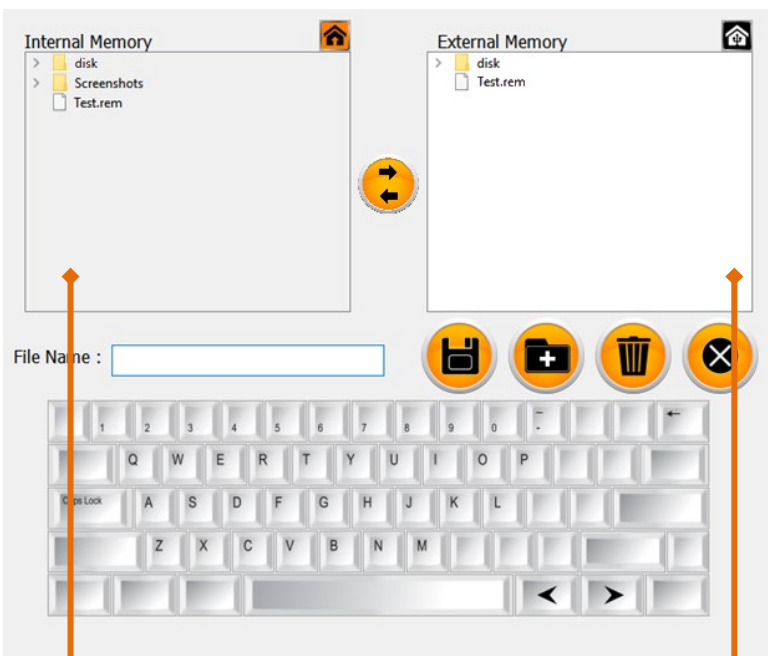 Internal Memory
disk
Screenshots
Test.rem
External Memory
disk
Test.rem
File Name :
1 2 3 4 5 6 7 8 9 0 - -
Q W E R T Y U I O P
Caps Lock A S D F G H J K L
Z X C V B N M